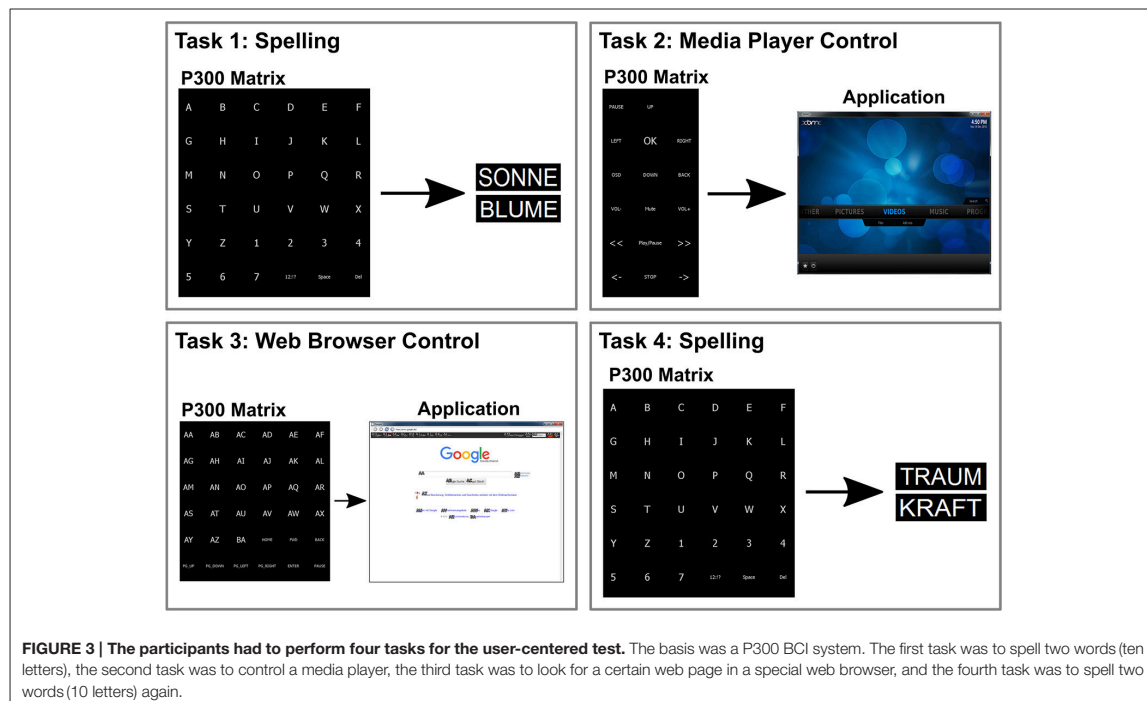 Task 1: Spelling
P300 Matrix
A B C D E F
G H I J K L
M N O P Q R
S T U V W X
Y Z 1 2 3 4
5 6 7 12!? Space Del
SONNE
BLUME
Task 2: Media Player Control
P300 Matrix
Application
PAUSE UP
LEFT OK RIGHT
OSD DOWN BACK
VOL- Mute VOL+
<< Play/Pause >>
<- STOP ->
xbmc
4:50 PM
PICTURES VIDEOS MUSIC
Task 3: Web Browser Control
P300 Matrix
Application
AA AB AC AD AE AF
AG AH AI AJ AK AL
AM AN AO AP AQ AR
AS AT AU AV AW AX
AY AZ BA HOME FWD BACK
PG_UP PG_DOWN PG_LEFT PG_RIGHT ENTER PAUSE
Google
AA
Task 4: Spelling
P300 Matrix
A B C D E F
G H I J K L
M N O P Q R
S T U V W X
Y Z 1 2 3 4
5 6 7 12!? Space Del
TRAUM
KRAFT
FIGURE 3 | The participants had to perform four tasks for the user-centered test. The basis was a P300 BCI system. The first task was to spell two words (ten
letters), the second task was to control a media player, the third task was to look for a certain web page in a special web browser, and the fourth task was to spell two
words (10 letters) again.